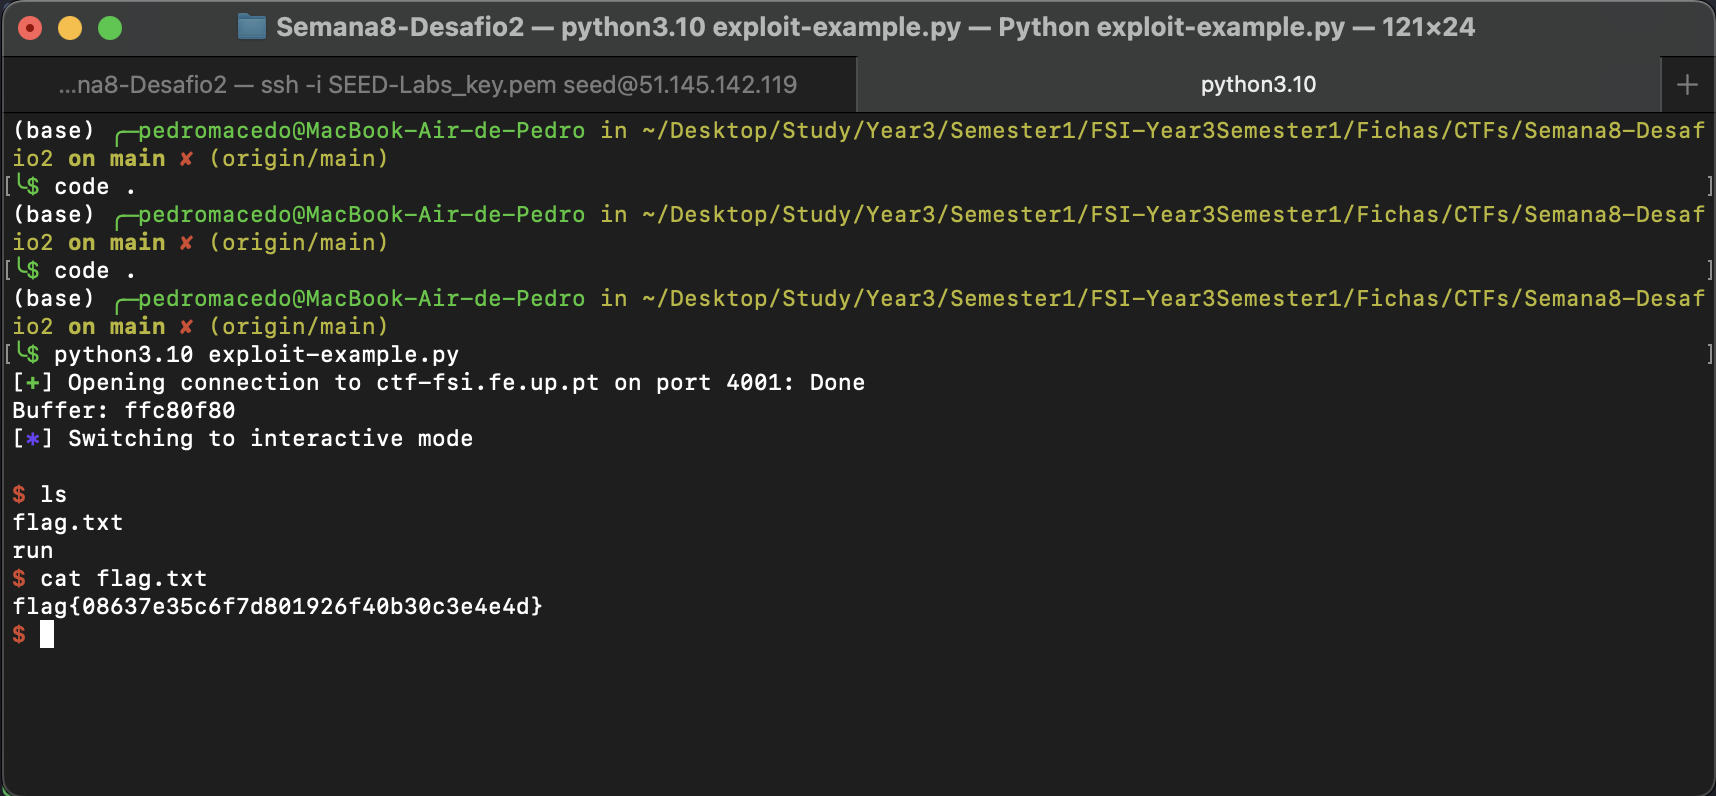 Semana8-Desafio2 — python3.10 exploit-example.py — Python exploit-example.py — 121×24
...na8-Desafio2 — ssh -i SEED-Labs_key.pem seed@51.145.142.119
python3.10
+
(base) ╭─pedromacedo@MacBook-Air-de-Pedro in ~/Desktop/Study/Year3/Semester1/FSI-Year3Semester1/Fichas/CTFs/Semana8-Desaf
io2 on main ✘ (origin/main)
[╰$ code . ]
(base) ╭─pedromacedo@MacBook-Air-de-Pedro in ~/Desktop/Study/Year3/Semester1/FSI-Year3Semester1/Fichas/CTFs/Semana8-Desaf
io2 on main ✘ (origin/main)
[╰$ code . ]
(base) ╭─pedromacedo@MacBook-Air-de-Pedro in ~/Desktop/Study/Year3/Semester1/FSI-Year3Semester1/Fichas/CTFs/Semana8-Desaf
io2 on main ✘ (origin/main)
[╰$ python3.10 exploit-example.py ]
[+] Opening connection to ctf-fsi.fe.up.pt on port 4001: Done
Buffer: ffc80f80
[*] Switching to interactive mode
$ ls
flag.txt
run
$ cat flag.txt
flag{08637e35c6f7d801926f40b30c3e4e4d}
$